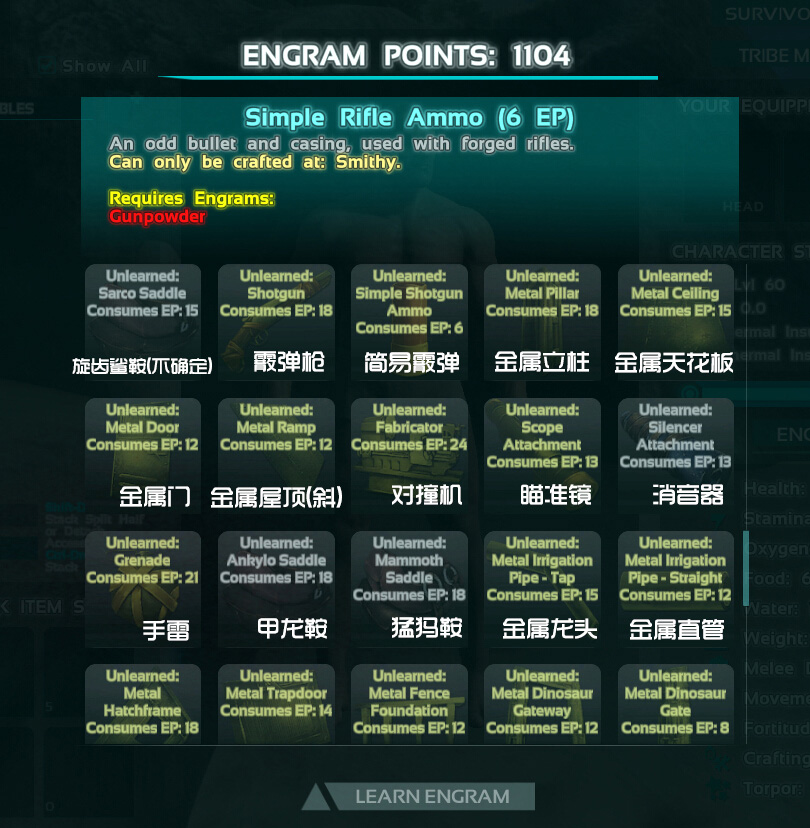 ENGRAM POINTS: 1104
Show All
SURVIVO
TRIBE M
BLES
YOUR EQUIPP
Simple Rifle Ammo (6 EP)
An odd bullet and casing, used with forged rifles.
Can only be crafted at: Smithy.
Requires Engrams:
Gunpowder
HEAD
CHARACTER ST
Lvl 60
0.0
Unlearned:
Sarco Saddle
Consumes EP: 15
旋齿鲨鞍(不确定)
Unlearned:
Shotgun
Consumes EP: 18
霰弹枪
Unlearned:
Simple Shotgun
Ammo
Consumes EP: 6
简易霰弹
Unlearned:
Metal Pillar
Consumes EP: 18
金属立柱
Unlearned:
Metal Ceiling
Consumes EP: 15
金属天花板
Unlearned:
Metal Door
Consumes EP: 12
金属门
Unlearned:
Metal Ramp
Consumes EP: 12
金属屋顶(斜)
Unlearned:
Fabricator
Consumes EP: 24
对撞机
Unlearned:
Scope
Attachment
Consumes EP: 13
瞄准镜
Unlearned:
Silencer
Attachment
Consumes EP: 13
消音器
Unlearned:
Grenade
Consumes EP: 21
手雷
Unlearned:
Ankylo Saddle
Consumes EP: 18
甲龙鞍
Unlearned:
Mammoth
Saddle
Consumes EP: 18
猛犸鞍
Unlearned:
Metal Irrigation
Pipe - Tap
Consumes EP: 15
金属龙头
Unlearned:
Metal Irrigation
Pipe - Straight
Consumes EP: 12
金属直管
Unlearned:
Metal
Hatchframe
Consumes EP: 18
Unlearned:
Metal Trapdoor
Consumes EP: 14
Unlearned:
Metal Fence
Foundation
Consumes EP: 12
Unlearned:
Metal Dinosaur
Gateway
Consumes EP: 12
Unlearned:
Metal Dinosaur
Gate
Consumes EP: 8
ENG
Health:
Stamina
Oxygen
Food: 6
Water:
Weight:
Melee D
Movem
Fortitud
Crafting
Torpor:
K ITEM S
LEARN ENGRAM